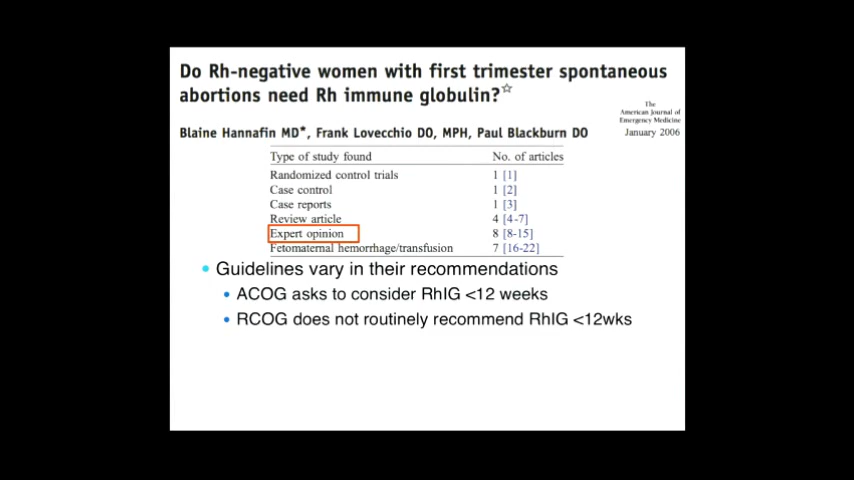 Do Rh-negative women with first trimester spontaneous
abortions need Rh immune globulin?☆
The
American Journal of
Emergency Medicine
January 2006
Blaine Hannafin MD*, Frank Lovecchio DO, MPH, Paul Blackburn DO
Type of study found No. of articles
Randomized control trials 1 [1]
Case control 1 [2]
Case reports 1 [3]
Review article 4 [4-7]
Expert opinion 8 [8-15]
Fetomaternal hemorrhage/transfusion 7 [16-22]
• Guidelines vary in their recommendations
• ACOG asks to consider RhIG <12 weeks
• RCOG does not routinely recommend RhIG <12wks